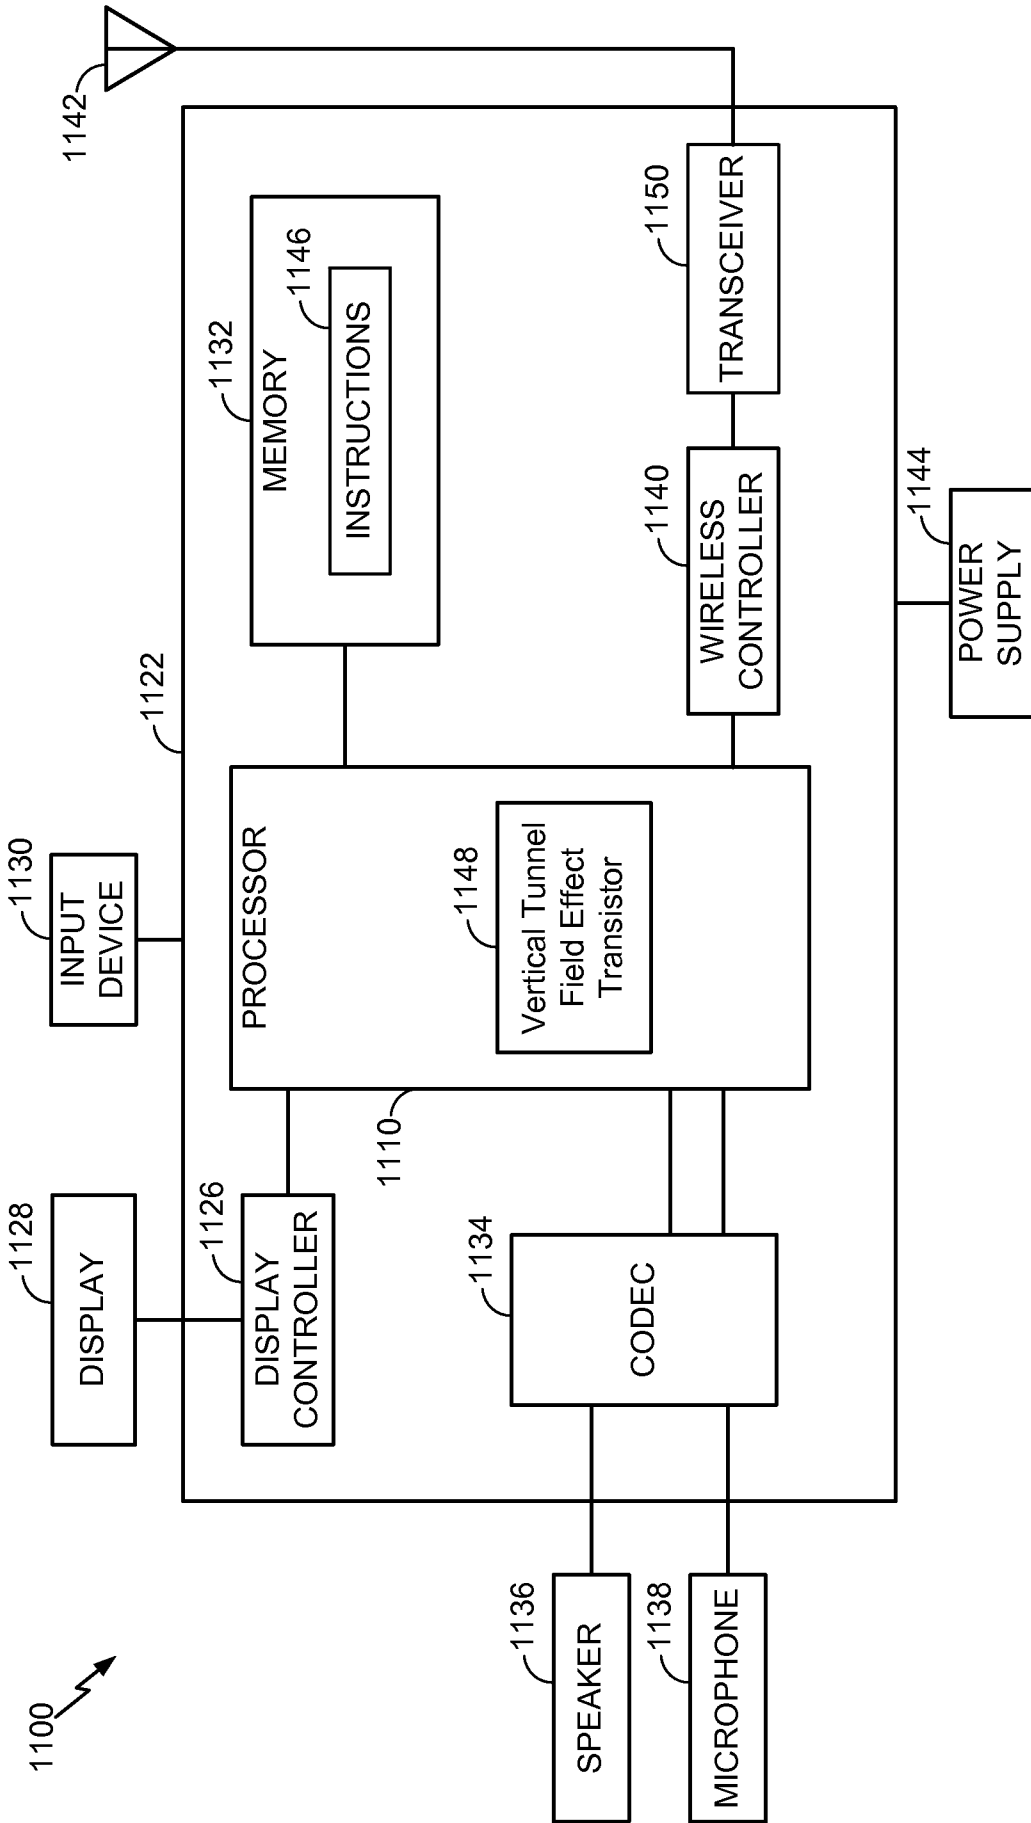 1100
1128
DISPLAY
1130
INPUT
DEVICE
1142
1122
1126
DISPLAY
CONTROLLER
PROCESSOR
1110
1148
Vertical Tunnel
Field Effect
Transistor
1132
MEMORY
1146
INSTRUCTIONS
1136
SPEAKER
1138
MICROPHONE
1134
CODEC
1140
WIRELESS
CONTROLLER
1150
TRANSCEIVER
1144
POWER
SUPPLY